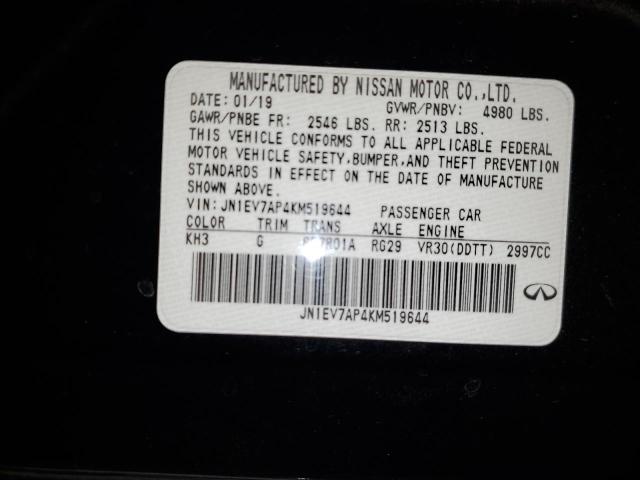 MANUFACTURED BY NISSAN MOTOR CO.,LTD.
DATE: 01/19 GVWR/PNBV: 4980 LBS.
GAWR/PNBE FR: 2546 LBS. RR: 2513 LBS.
THIS VEHICLE CONFORMS TO ALL APPLICABLE FEDERAL
MOTOR VEHICLE SAFETY,BUMPER,AND THEFT PREVENTION
STANDARDS IN EFFECT ON THE DATE OF MANUFACTURE
SHOWN ABOVE.
VIN:JN1EV7AP4KM519644 PASSENGER CAR
COLOR TRIM TRANS AXLE ENGINE
KH3 G RG29 VR30(DDTT) 2997CC
JN1EV7AP4KM519644